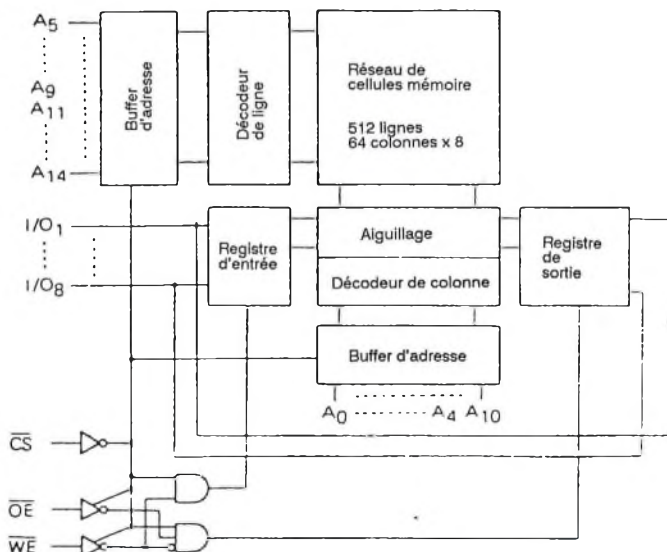 A5
A9
A11
A14
Buffer d'adresse
Décodeur de ligne
Réseau de
cellules mémoire
512 lignes
64 colonnes x 8
I/O1
I/O8
Registre
d'entrée
Aiguillage
Décodeur de colonne
Registre
de
sortie
Buffer d'adresse
A0
A4
A10
CS
OE
WE